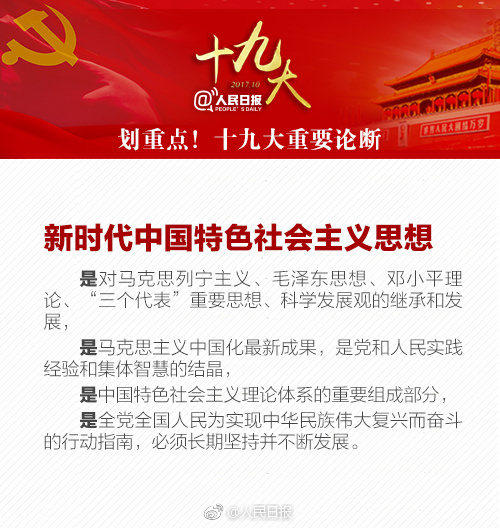 十九大
2017.10
@人民日报
PEOPLE'S DAILY
划重点！十九大重要论断
新时代中国特色社会主义思想
是对马克思列宁主义、毛泽东思想、邓小平理
论、“三个代表”重要思想、科学发展观的继承和发
展，
是马克思主义中国化最新成果，是党和人民实践
经验和集体智慧的结晶，
是中国特色社会主义理论体系的重要组成部分，
是全党全国人民为实现中华民族伟大复兴而奋斗
的行动指南，必须长期坚持并不断发展。
@人民日报